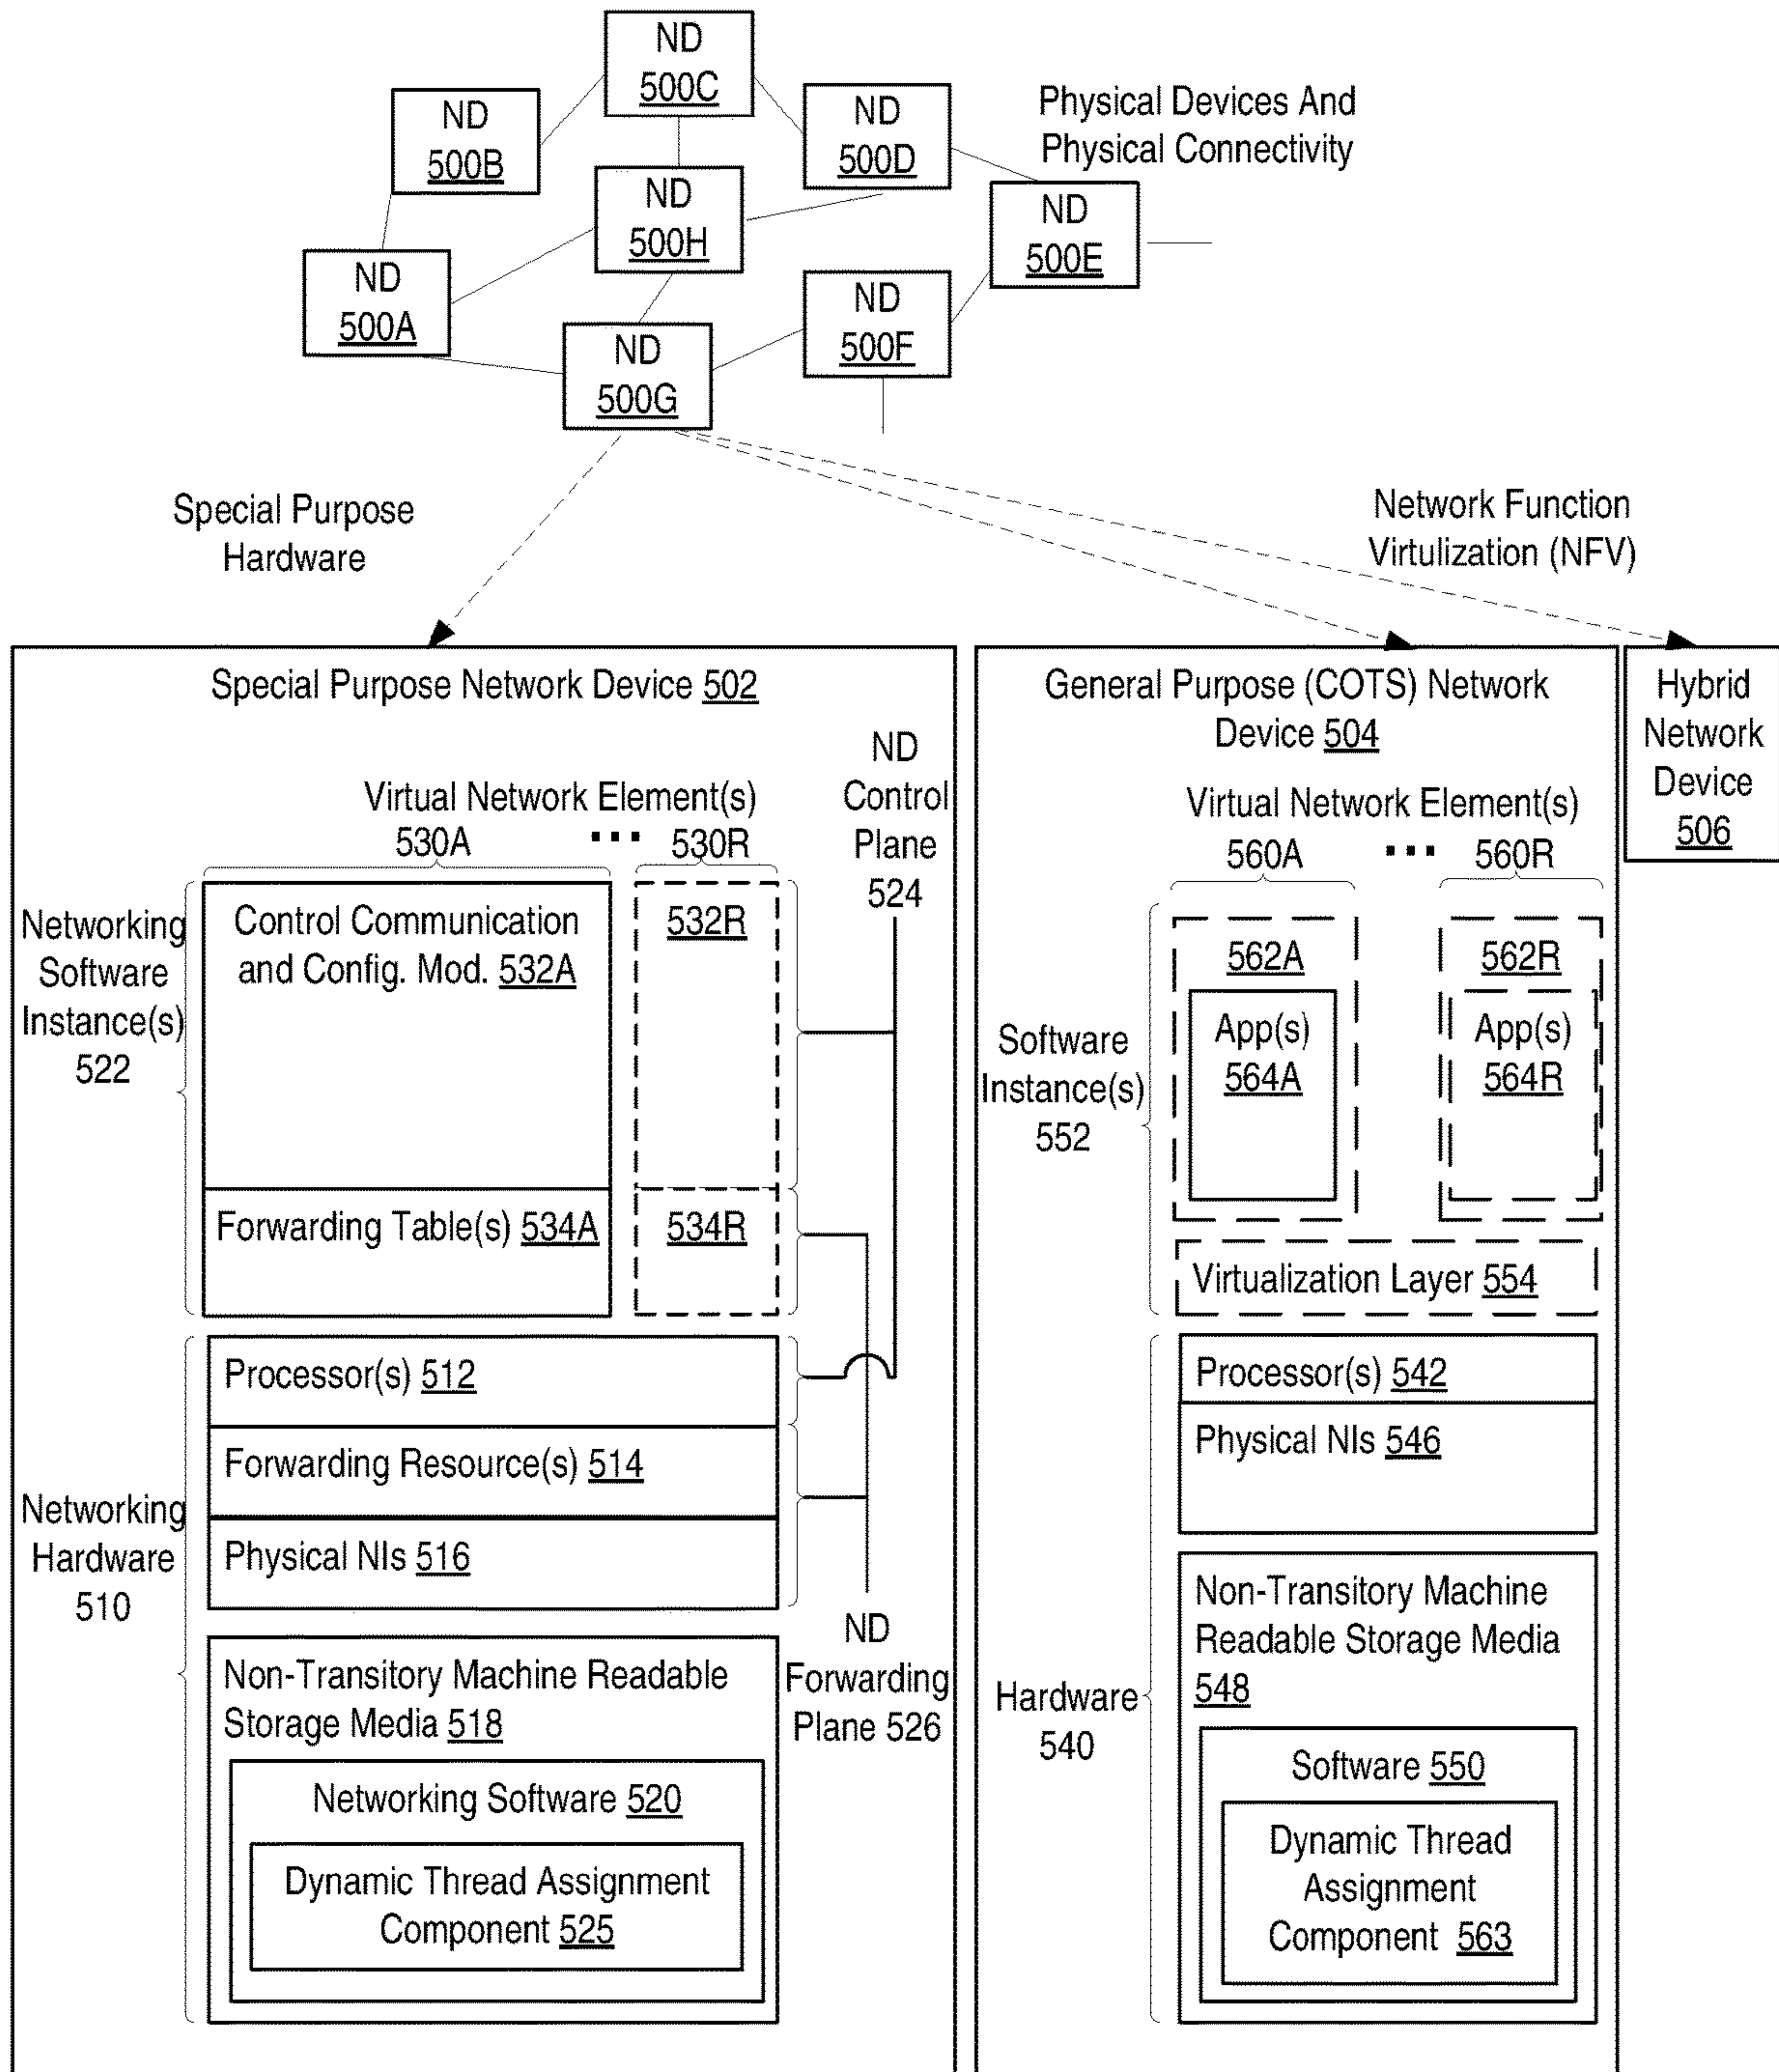 ND
500C
ND
500B
ND
500D
Physical Devices And
Physical Connectivity
ND
500H
ND
500E
ND
500A
ND
500F
ND
500G
Special Purpose
Hardware
Network Function
Virtulization (NFV)
Special Purpose Network Device 502
ND
Control
Plane
524
Virtual Network Element(s)
530A ... 530R
Networking
Software
Instance(s)
522
Control Communication
and Config. Mod. 532A
532R
Forwarding Table(s) 534A
534R
Networking
Hardware
510
Processor(s) 512
Forwarding Resource(s) 514
Physical NIs 516
ND
Forwarding
Plane 526
Non-Transitory Machine Readable
Storage Media 518
Networking Software 520
Dynamic Thread Assignment
Component 525
General Purpose (COTS) Network
Device 504
Virtual Network Element(s)
560A ... 560R
Software
Instance(s)
552
562A
App(s)
564A
562R
App(s)
564R
Virtualization Layer 554
Hardware
540
Processor(s) 542
Physical NIs 546
Non-Transitory Machine
Readable Storage Media
548
Software 550
Dynamic Thread
Assignment
Component 563
Hybrid
Network
Device
506